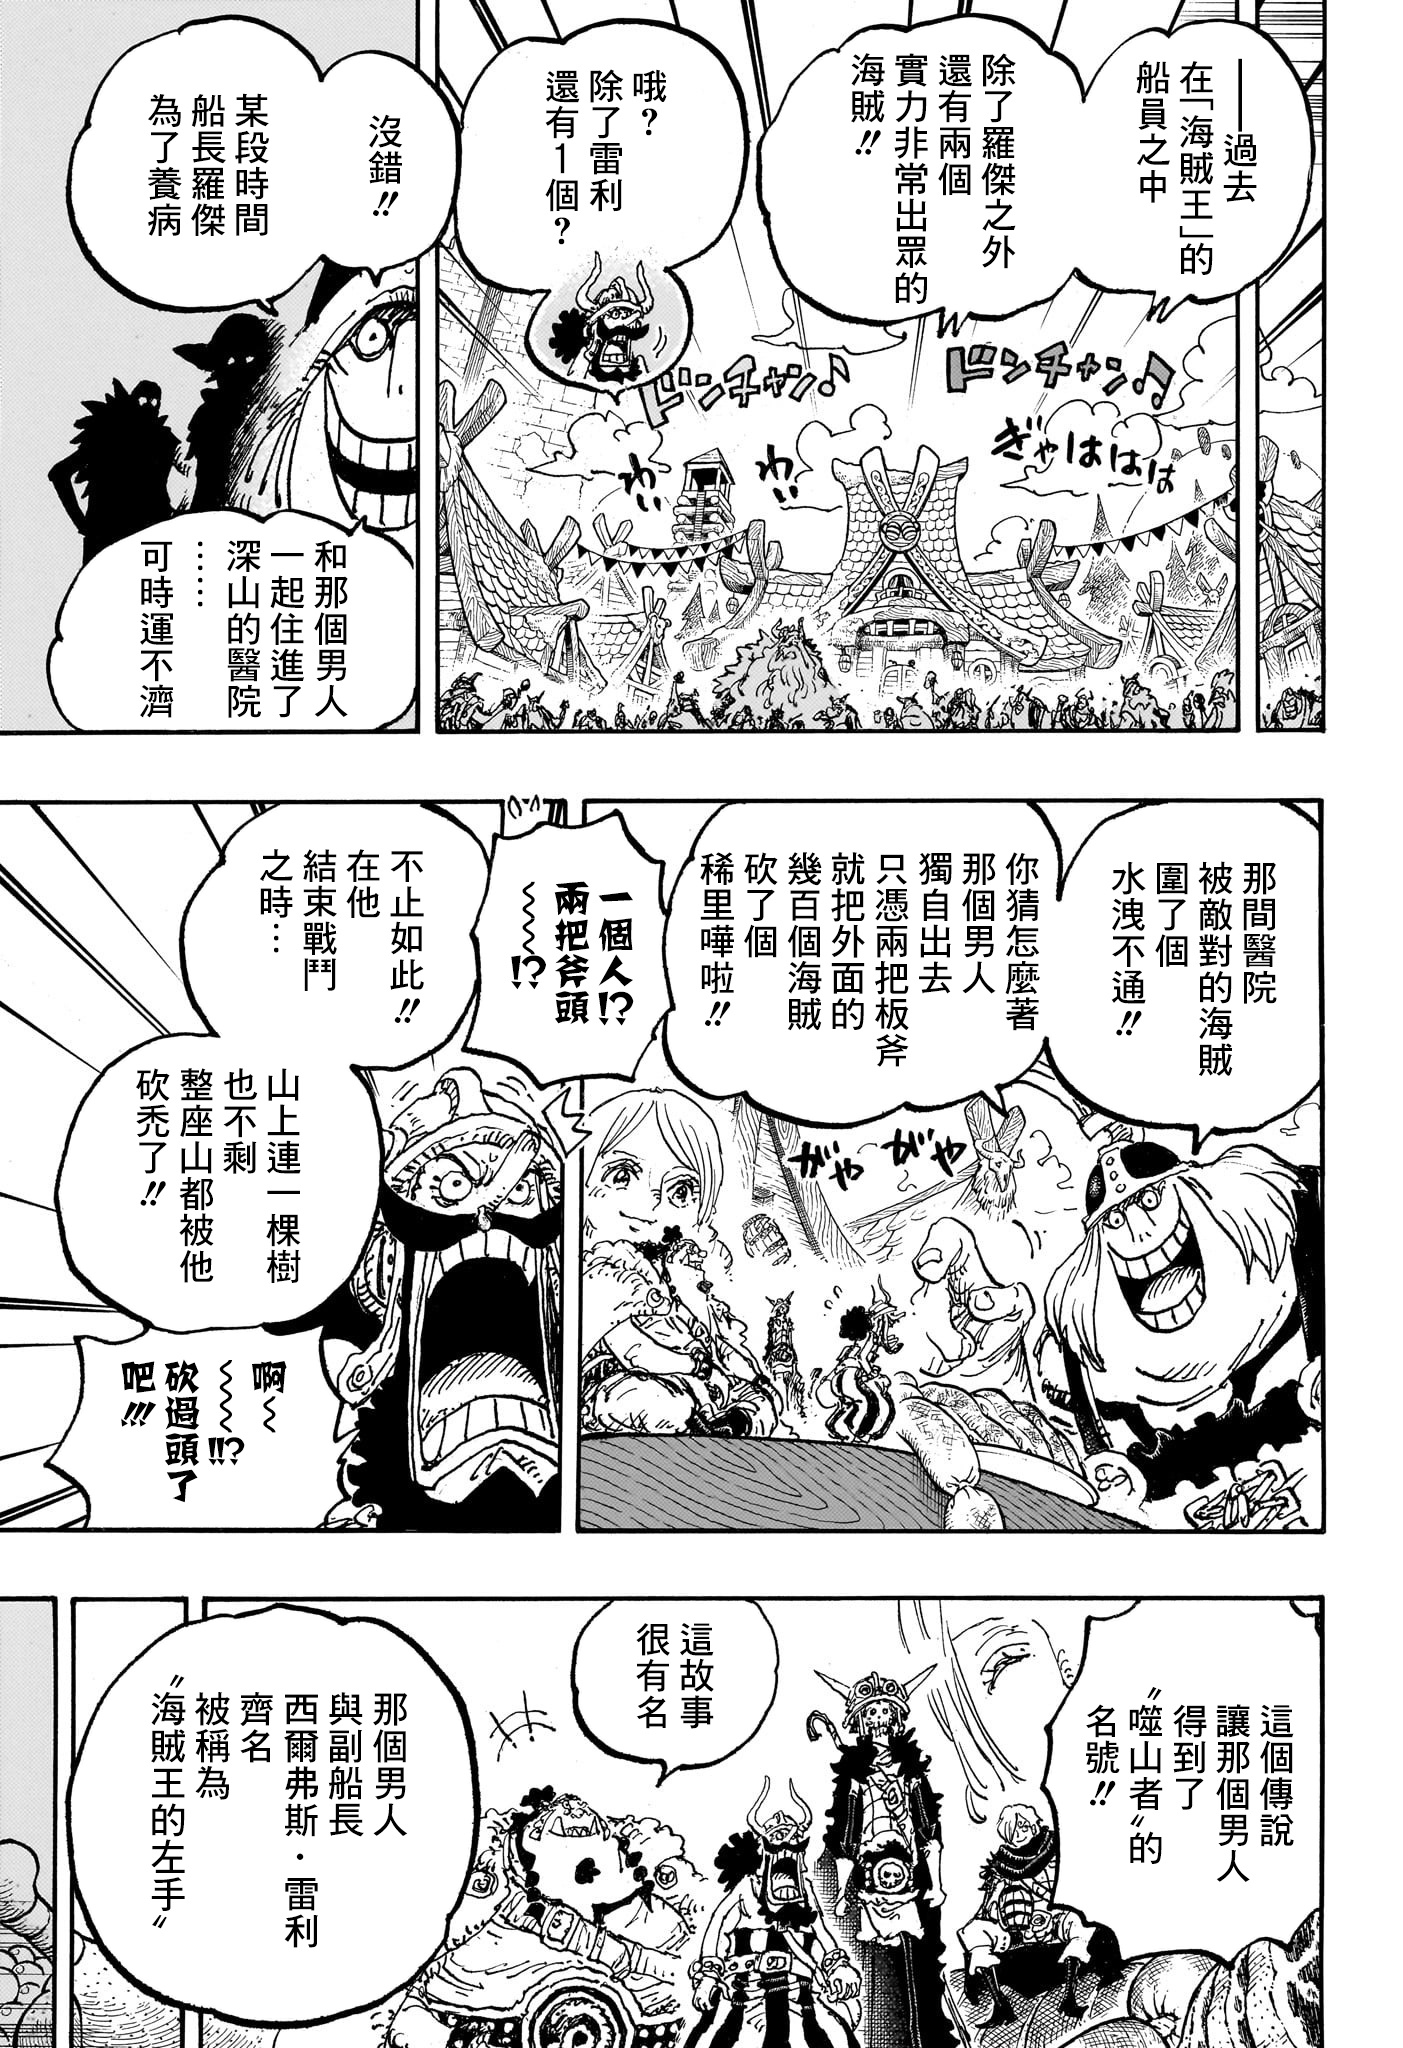 ——過去
在「海賊王」的
船員之中
除了羅傑之外
還有兩個
實力非常出眾的
海賊!!
哦?
除了雷利
還有1個?
ドンチャン♪
ドンチャン♪
ぎゃははは
わい
わい
沒錯!!
某段時間
船長羅傑
為了養病
和那個男人
一起住進了
深山的醫院
……
可時運不濟
那間醫院
被敵對的海賊
圍了個
水洩不通!!
你猜怎麼著
那個男人
獨自出去
只憑兩把板斧
就把外面的
幾百個海賊
砍了個
稀里嘩啦!!
がや
がや
一個人!?
兩把斧頭
~~~~!?
不止如此!!
在他
結束戰鬥
之時…
山上連一棵樹
也不剩
整座山都被他
砍禿了!!
啊~
~~~~!!?
砍過頭了
吧!!!
這個傳說
讓那個男人
得到了
〝噬山者〞的
名號!!
這故事
很有名
那個男人
與副船長
西爾弗斯·雷利
齊名
被稱為
〝海賊王的左手〞